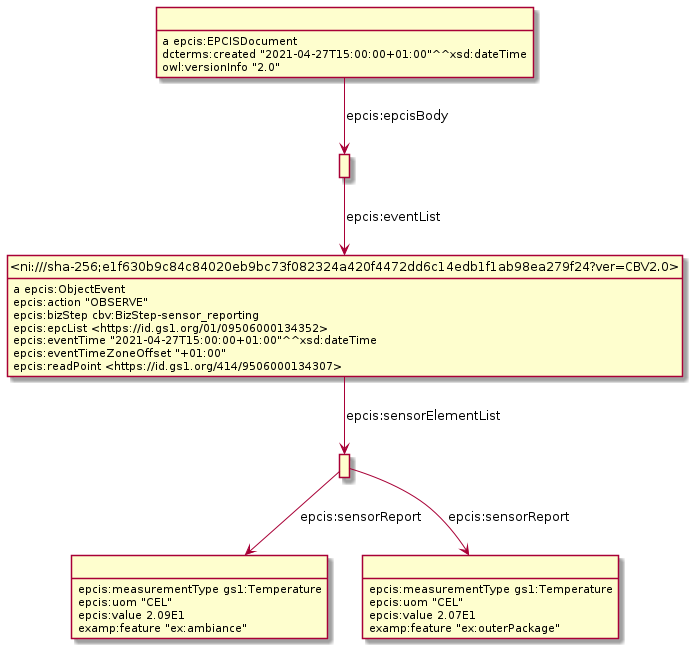 a epcis:EPCISDocument
dcterms:created "2021-04-27T15:00:00+01:00"^^xsd:dateTime
owl:versionInfo "2.0"
epcis:epcisBody
epcis:eventList
<ni:///sha-256;e1f630b9c84c84020eb9bc73f082324a420f4472dd6c14edb1f1ab98ea279f24?ver=CBV2.0>
a epcis:ObjectEvent
epcis:action "OBSERVE"
epcis:bizStep cbv:BizStep-sensor_reporting
epcis:epcList <https://id.gs1.org/01/09506000134352>
epcis:eventTime "2021-04-27T15:00:00+01:00"^^xsd:dateTime
epcis:eventTimeZoneOffset "+01:00"
epcis:readPoint <https://id.gs1.org/414/9506000134307>
epcis:sensorElementList
epcis:sensorReport
epcis:sensorReport
epcis:measurementType gs1:Temperature
epcis:uom "CEL"
epcis:value 2.09E1
examp:feature "ex:ambiance"
epcis:measurementType gs1:Temperature
epcis:uom "CEL"
epcis:value 2.07E1
examp:feature "ex:outerPackage"